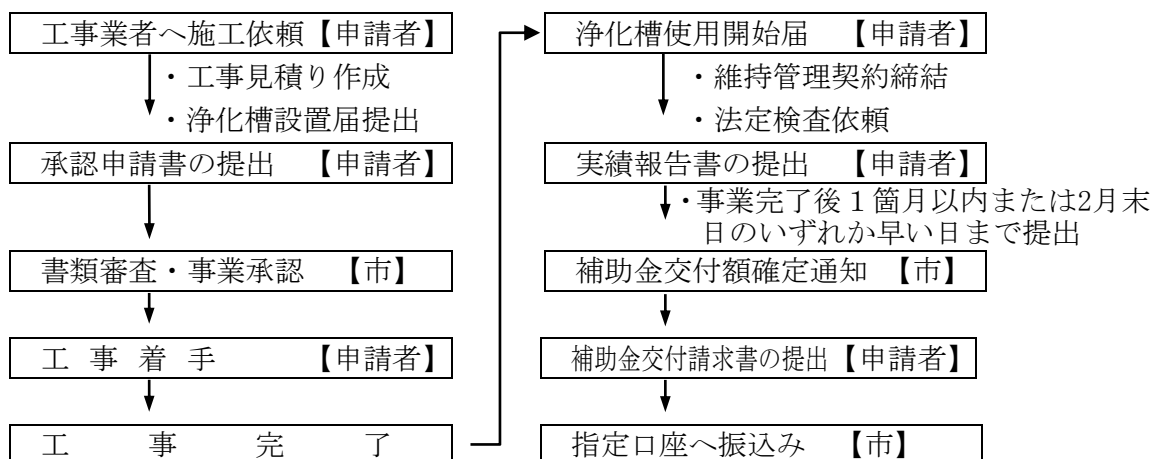 工事業者へ施工依頼【申請者】
・工事見積り作成
・浄化槽設置届提出
承認申請書の提出 【申請者】
書類審査・事業承認 【市】
工 事 着 手 【申請者】
工 事 完 了
浄化槽使用開始届 【申請者】
・維持管理契約締結
・法定検査依頼
実績報告書の提出 【申請者】
・事業完了後１箇月以内または2月末
日のいずれか早い日まで提出
補助金交付額確定通知 【市】
補助金交付請求書の提出【申請者】
指定口座へ振込み 【市】